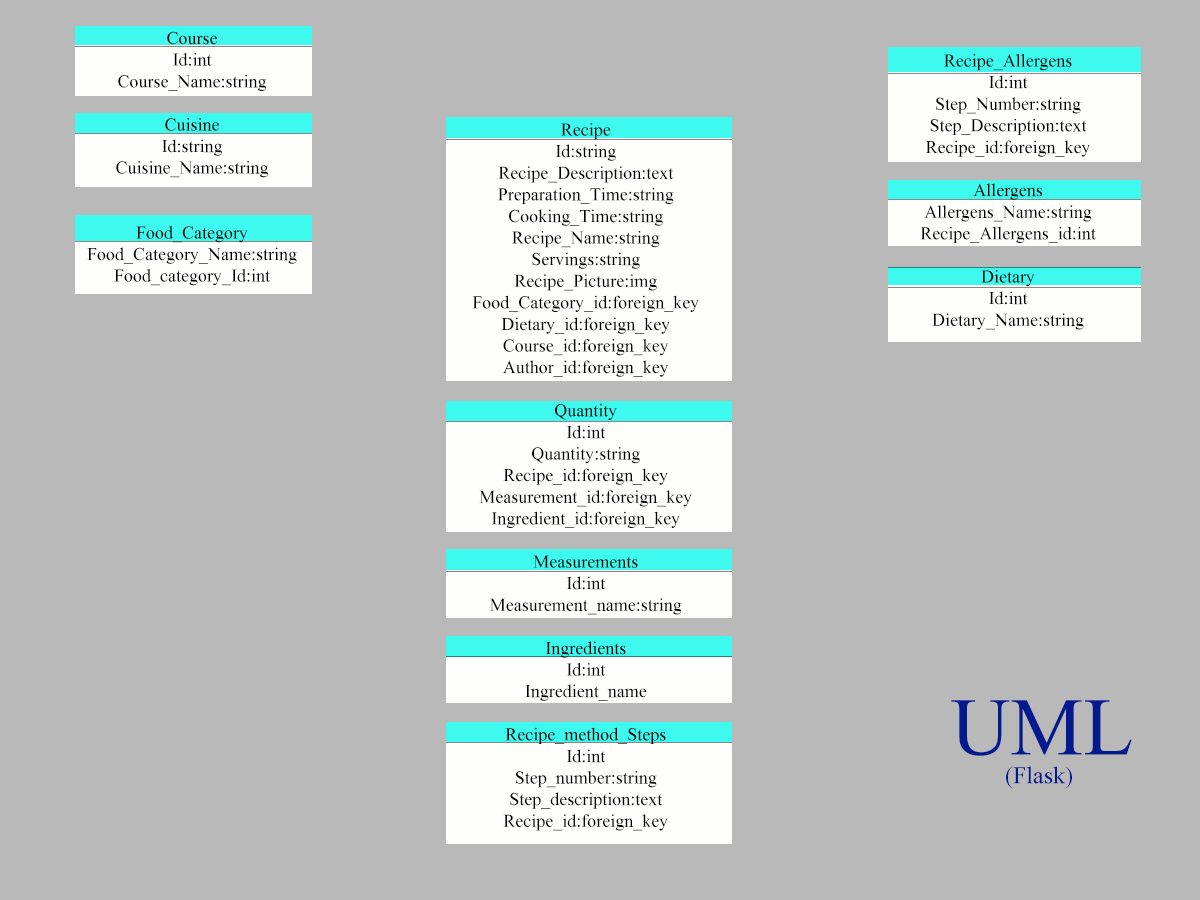 Course
Id:int
Course_Name:string
Cuisine
Id:string
Cuisine_Name:string
Food_Category
Food_Category_Name:string
Food_category_Id:int
Recipe
Id:string
Recipe_Description:text
Preparation_Time:string
Cooking_Time:string
Recipe_Name:string
Servings:string
Recipe_Picture:img
Food_Category_id:foreign_key
Dietary_id:foreign_key
Course_id:foreign_key
Author_id:foreign_key
Quantity
Id:int
Quantity:string
Recipe_id:foreign_key
Measurement_id:foreign_key
Ingredient_id:foreign_key
Measurements
Id:int
Measurement_name:string
Ingredients
Id:int
Ingredient_name
Recipe_method_Steps
Id:int
Step_number:string
Step_description:text
Recipe_id:foreign_key
Recipe_Allergens
Id:int
Step_Number:string
Step_Description:text
Recipe_id:foreign_key
Allergens
Allergens_Name:string
Recipe_Allergens_id:int
Dietary
Id:int
Dietary_Name:string
UML
(Flask)